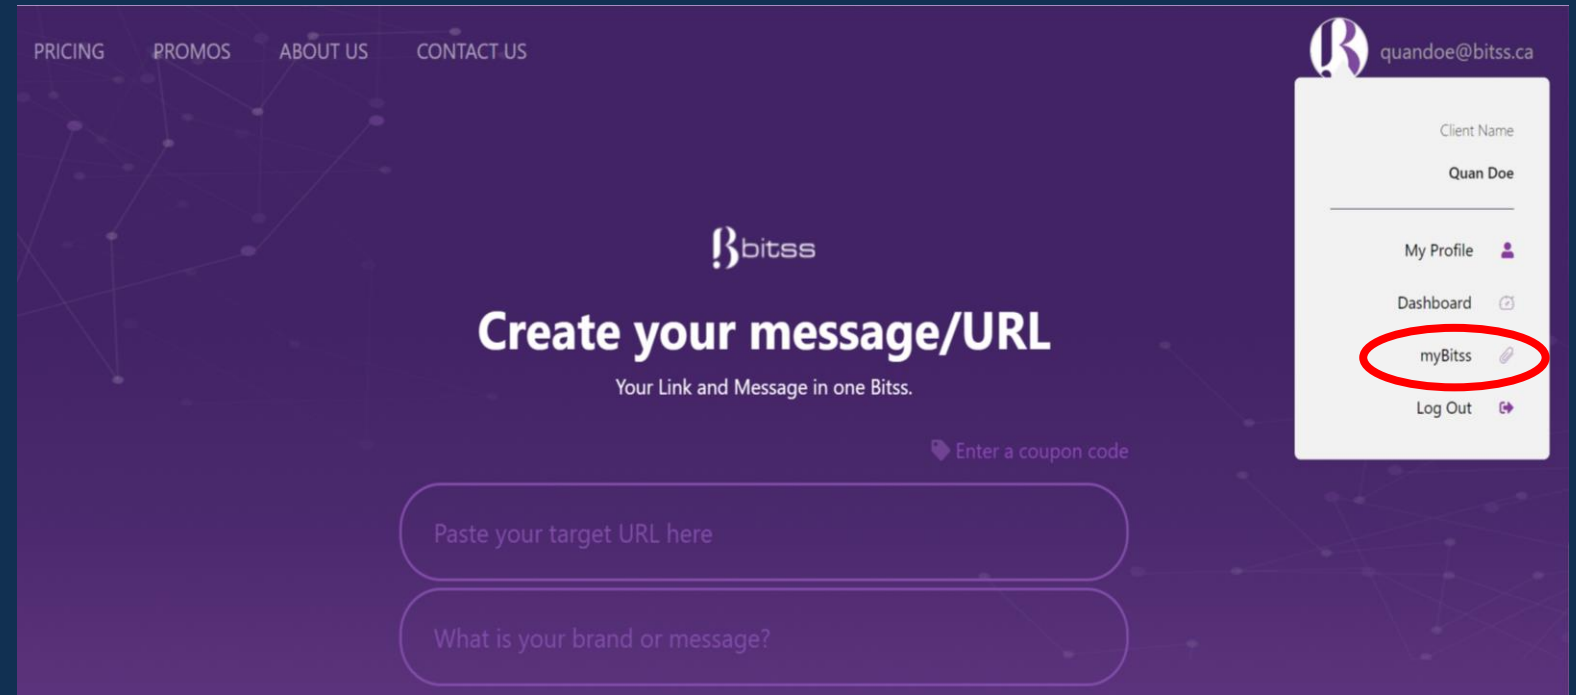 PRICING PROMOS ABOUT US CONTACT US
quandoe@bitss.ca
Client Name
Quan Doe
My Profile
Dashboard
myBitss
Log Out
bitss
Create your message/URL
Your Link and Message in one Bitss.
Enter a coupon code
Paste your target URL here
What is your brand or message?